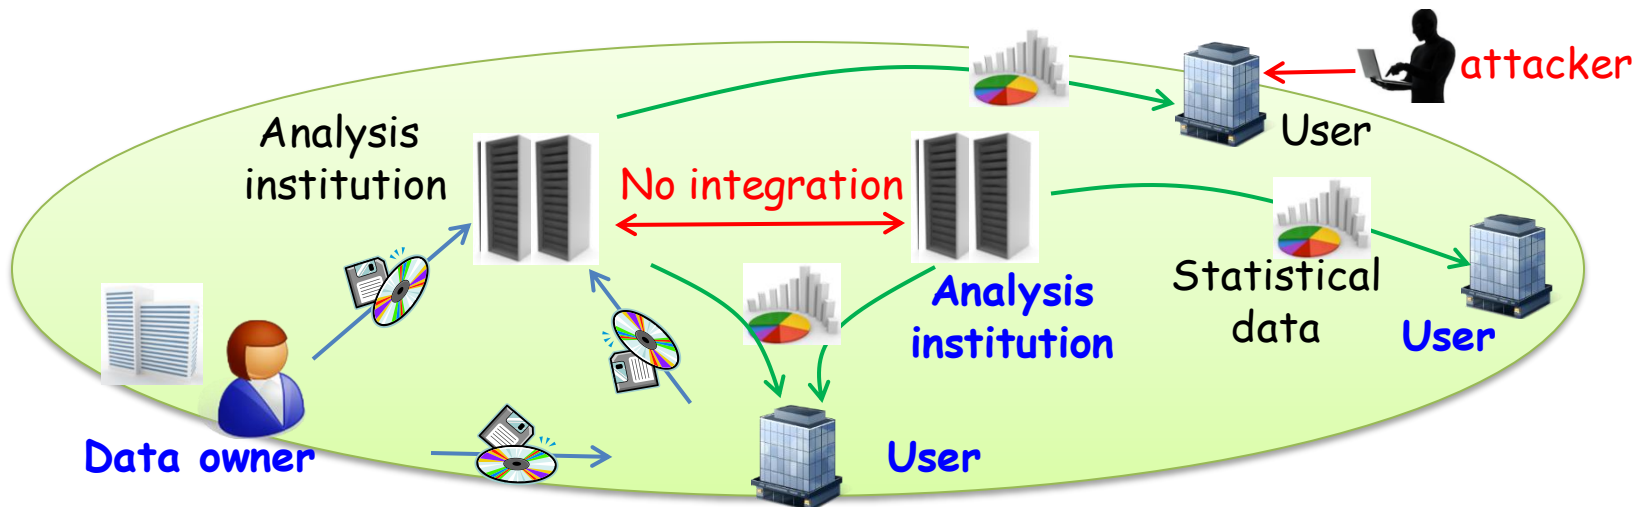 attacker
User
Analysis
institution
No integration
Analysis
institution
Statistical
data
User
Data owner
User